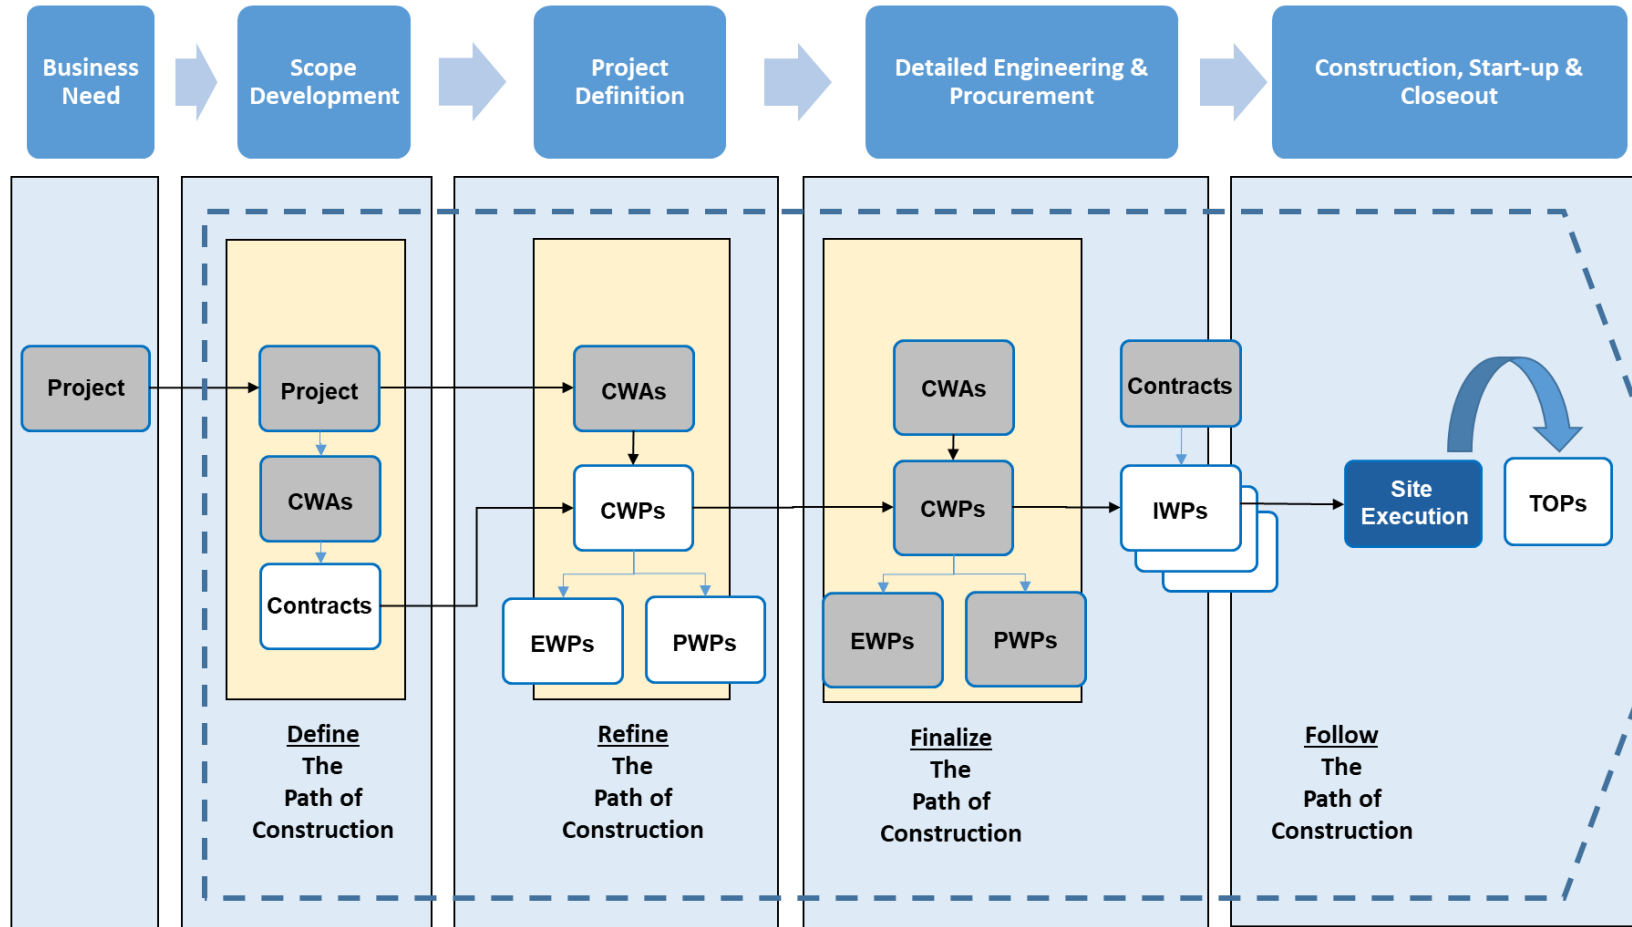 Business
Need
Scope
Development
Project
Definition
Detailed Engineering &
Procurement
Construction, Start-up &
Closeout
Project
Project
CWAs
Contracts
Define
The
Path of
Construction
CWAs
CWPs
EWPs
PWPs
Refine
The
Path of
Construction
CWAs
CWPs
EWPs
PWPs
Finalize
The
Path of
Construction
Contracts
IWPs
Site
Execution
TOPs
Follow
The
Path of
Construction